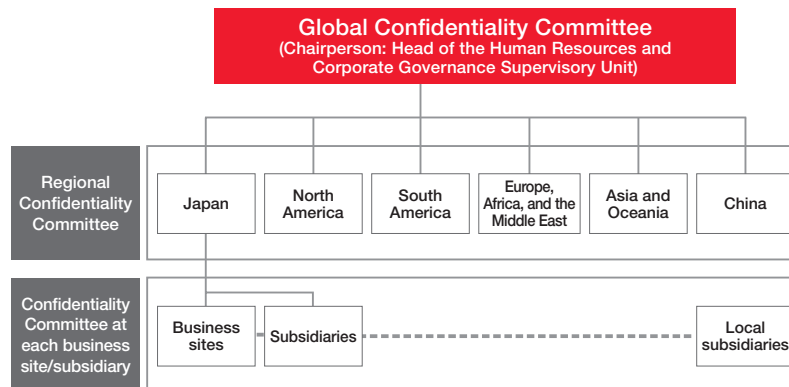 Global Confidentiality Committee
(Chairperson: Head of the Human Resources and
Corporate Governance Supervisory Unit)
Regional
Confidentiality
Committee
Japan
North
America
South
America
Europe,
Africa, and the
Middle East
Asia and
Oceania
China
Confidentiality
Committee at
each business
site/subsidiary
Business
sites
Subsidiaries
Local
subsidiaries